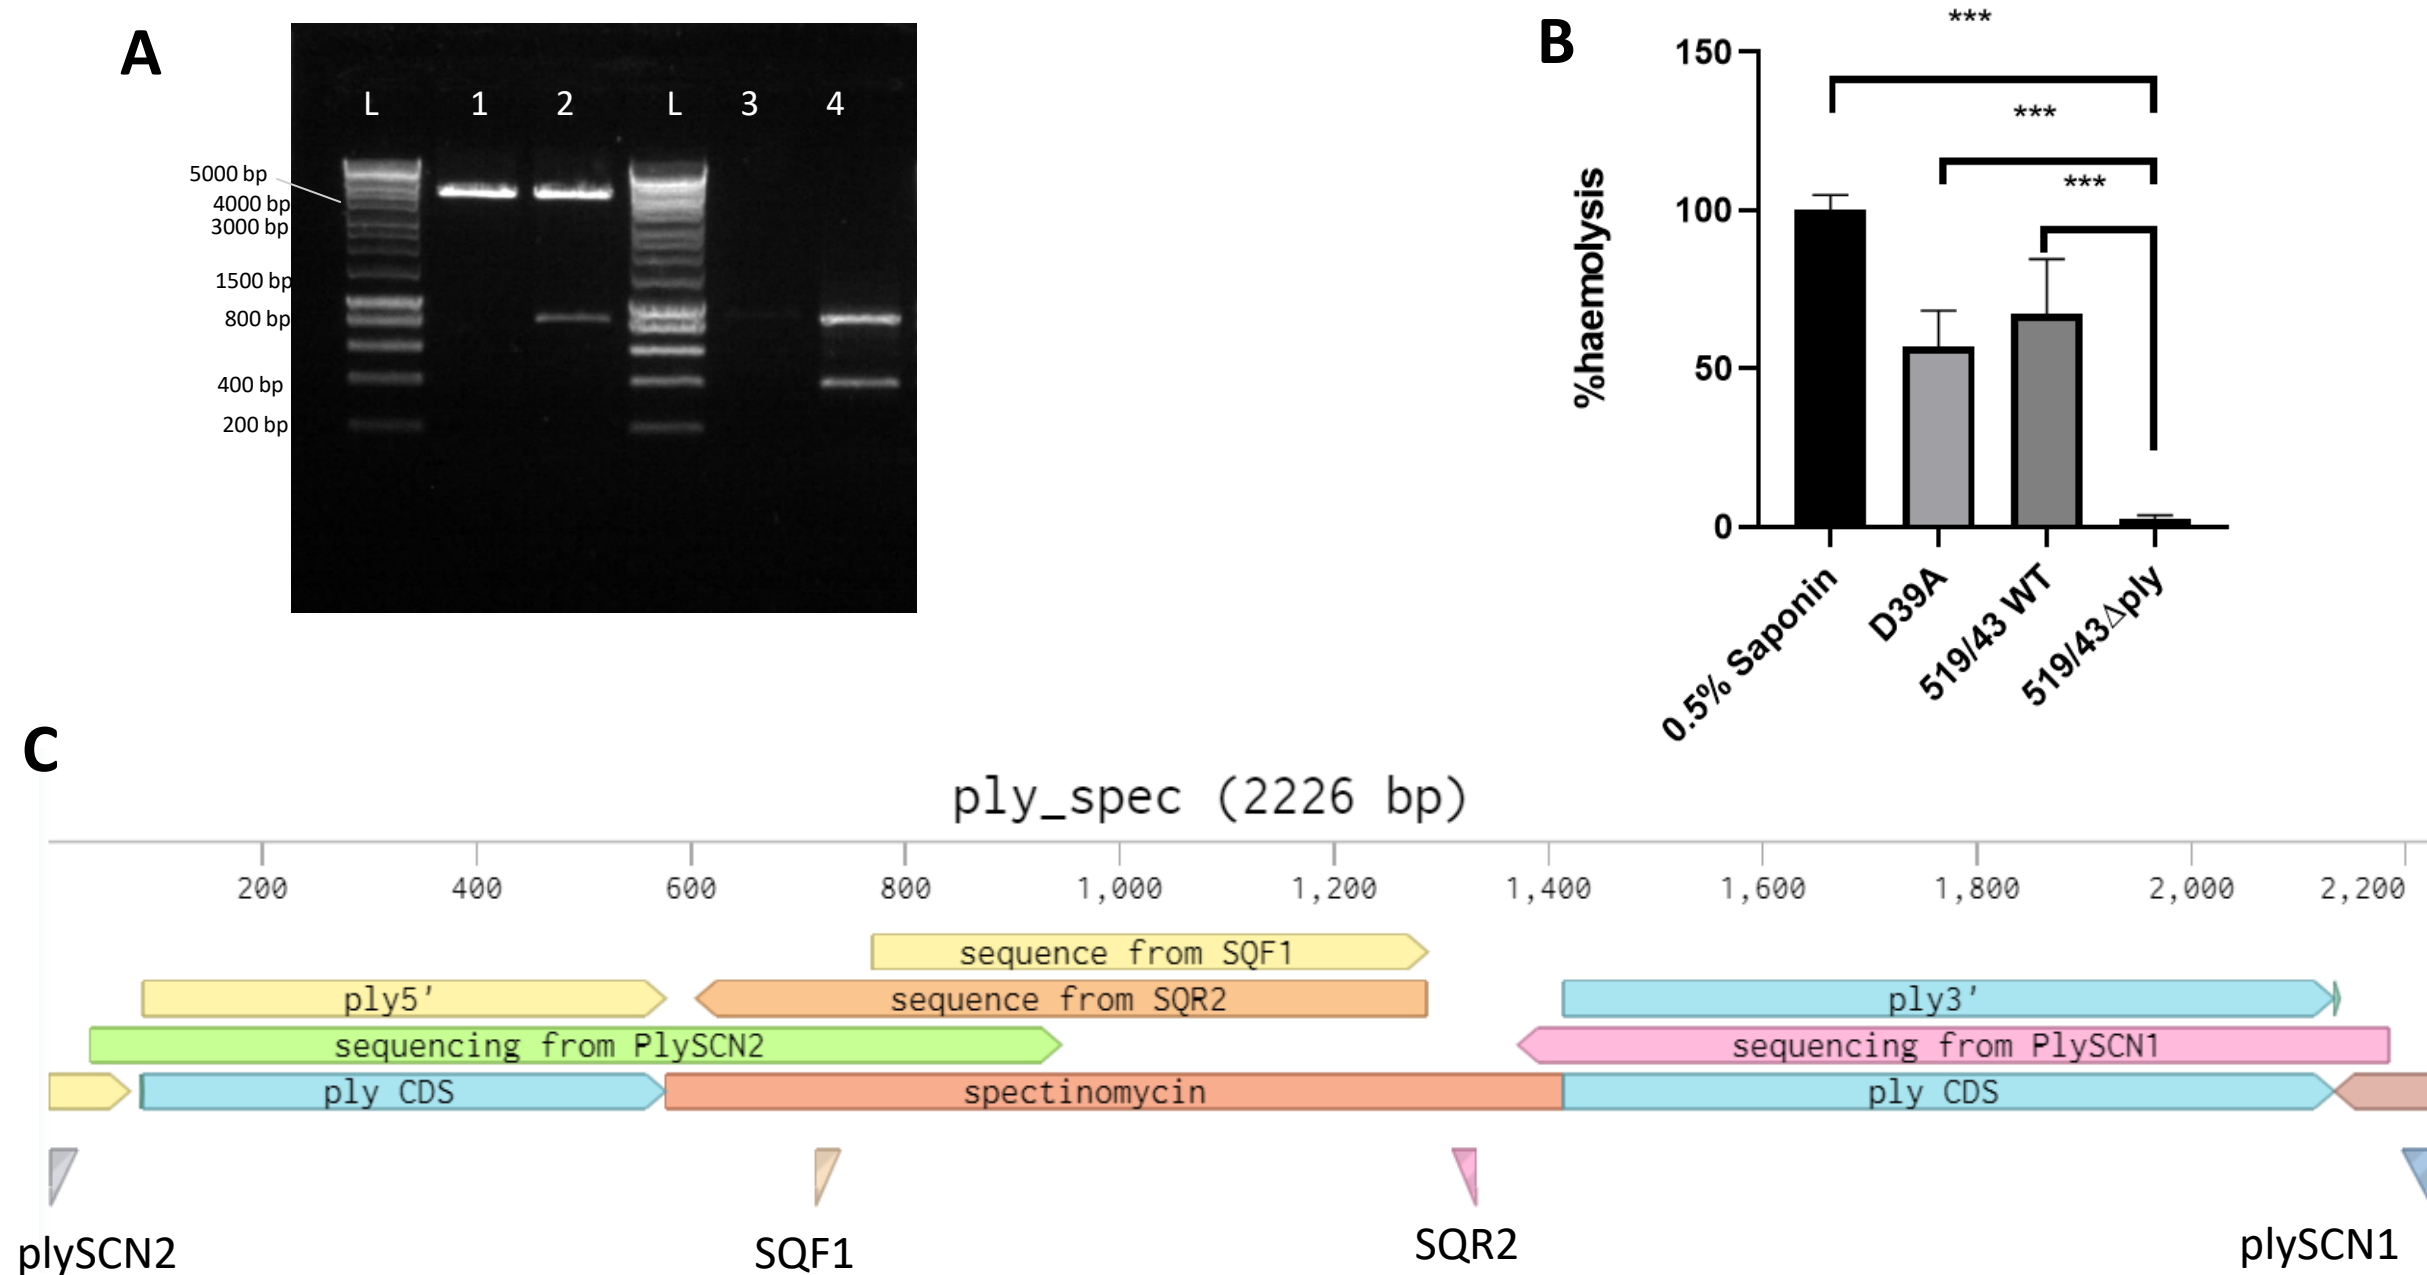 A
L 1 2 L 3 4
5000 bp
4000 bp
3000 bp
1500 bp
800 bp
400 bp
200 bp
B
***
***
***
150
100
50
0
%haemolysis
0.5% Saponin
D39A
519/43 WT
519/43Δply
C
ply_spec (2226 bp)
200 400 600 800 1,000 1,200 1,400 1,600 1,800 2,000 2,200
sequence from SQF1
ply5' sequence from SQR2 ply3'
sequencing from PlySCN2 sequencing from PlySCN1
ply CDS spectinomycin ply CDS
plySCN2 SQF1 SQR2 plySCN1